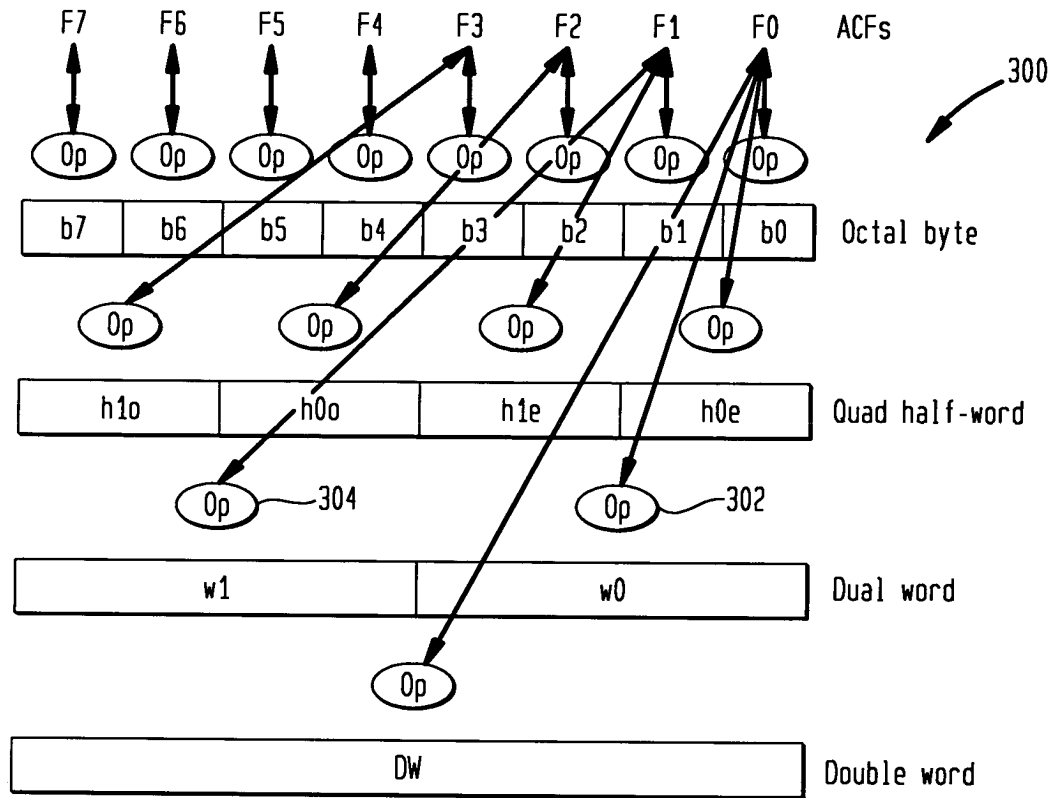 F7 F6 F5 F4 F3 F2 F1 F0 ACFs
300
Op Op Op Op Op Op Op Op
b7 b6 b5 b4 b3 b2 b1 b0 Octal byte
Op Op Op Op
h1o h0o h1e h0e Quad half-word
Op 304 Op 302
w1 w0 Dual word
Op
DW Double word